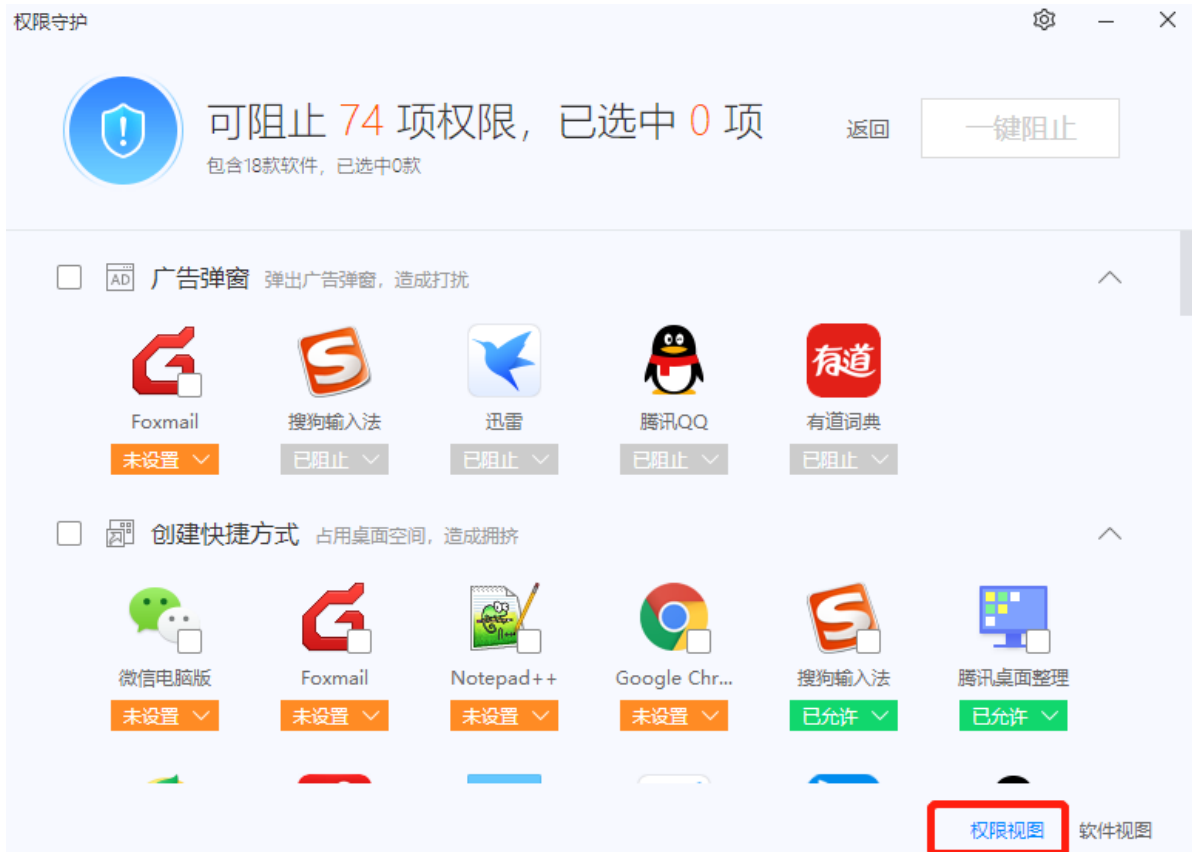 权限守护
可阻止 74 项权限，已选中 0 项
返回
一键阻止
包含18款软件，已选中0款
AD 广告弹窗 弹出广告弹窗，造成打扰
有道
Foxmail 搜狗输入法 迅雷 腾讯QQ 有道词典
未设置 已阻止 已阻止 已阻止 已阻止
创建快捷方式 占用桌面空间，造成拥挤
微信电脑版 Foxmail Notepad++ Google Chr... 搜狗输入法 腾讯桌面整理
未设置 未设置 未设置 未设置 已允许 已允许
权限视图 软件视图